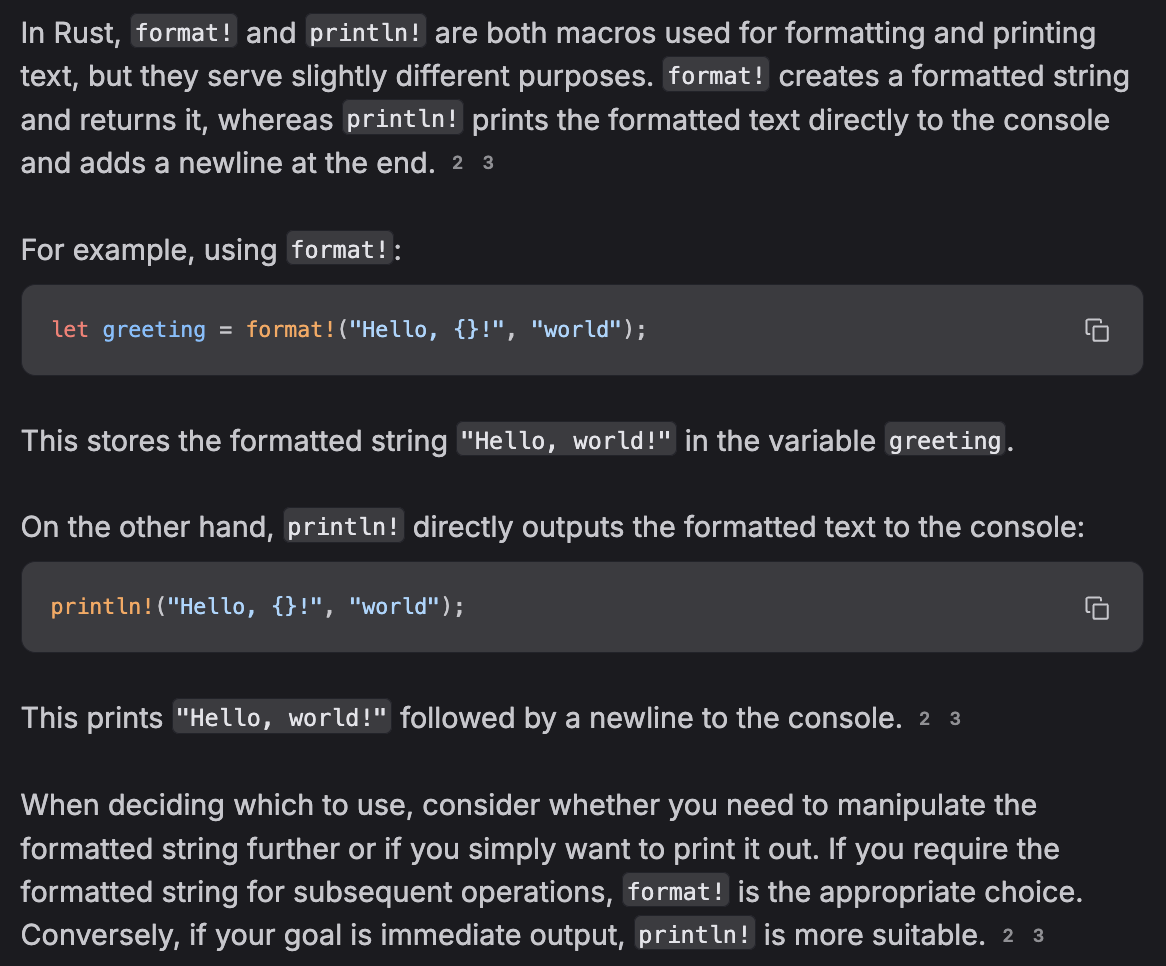 In Rust, format! and println! are both macros used for formatting and printing
text, but they serve slightly different purposes. format! creates a formatted string
and returns it, whereas println! prints the formatted text directly to the console
and adds a newline at the end. 2 3
For example, using format!:
let greeting = format!("Hello, {}!", "world");
This stores the formatted string "Hello, world!" in the variable greeting.
On the other hand, println! directly outputs the formatted text to the console:
println!("Hello, {}!", "world");
This prints "Hello, world!" followed by a newline to the console. 2 3
When deciding which to use, consider whether you need to manipulate the
formatted string further or if you simply want to print it out. If you require the
formatted string for subsequent operations, format! is the appropriate choice.
Conversely, if your goal is immediate output, println! is more suitable. 2 3